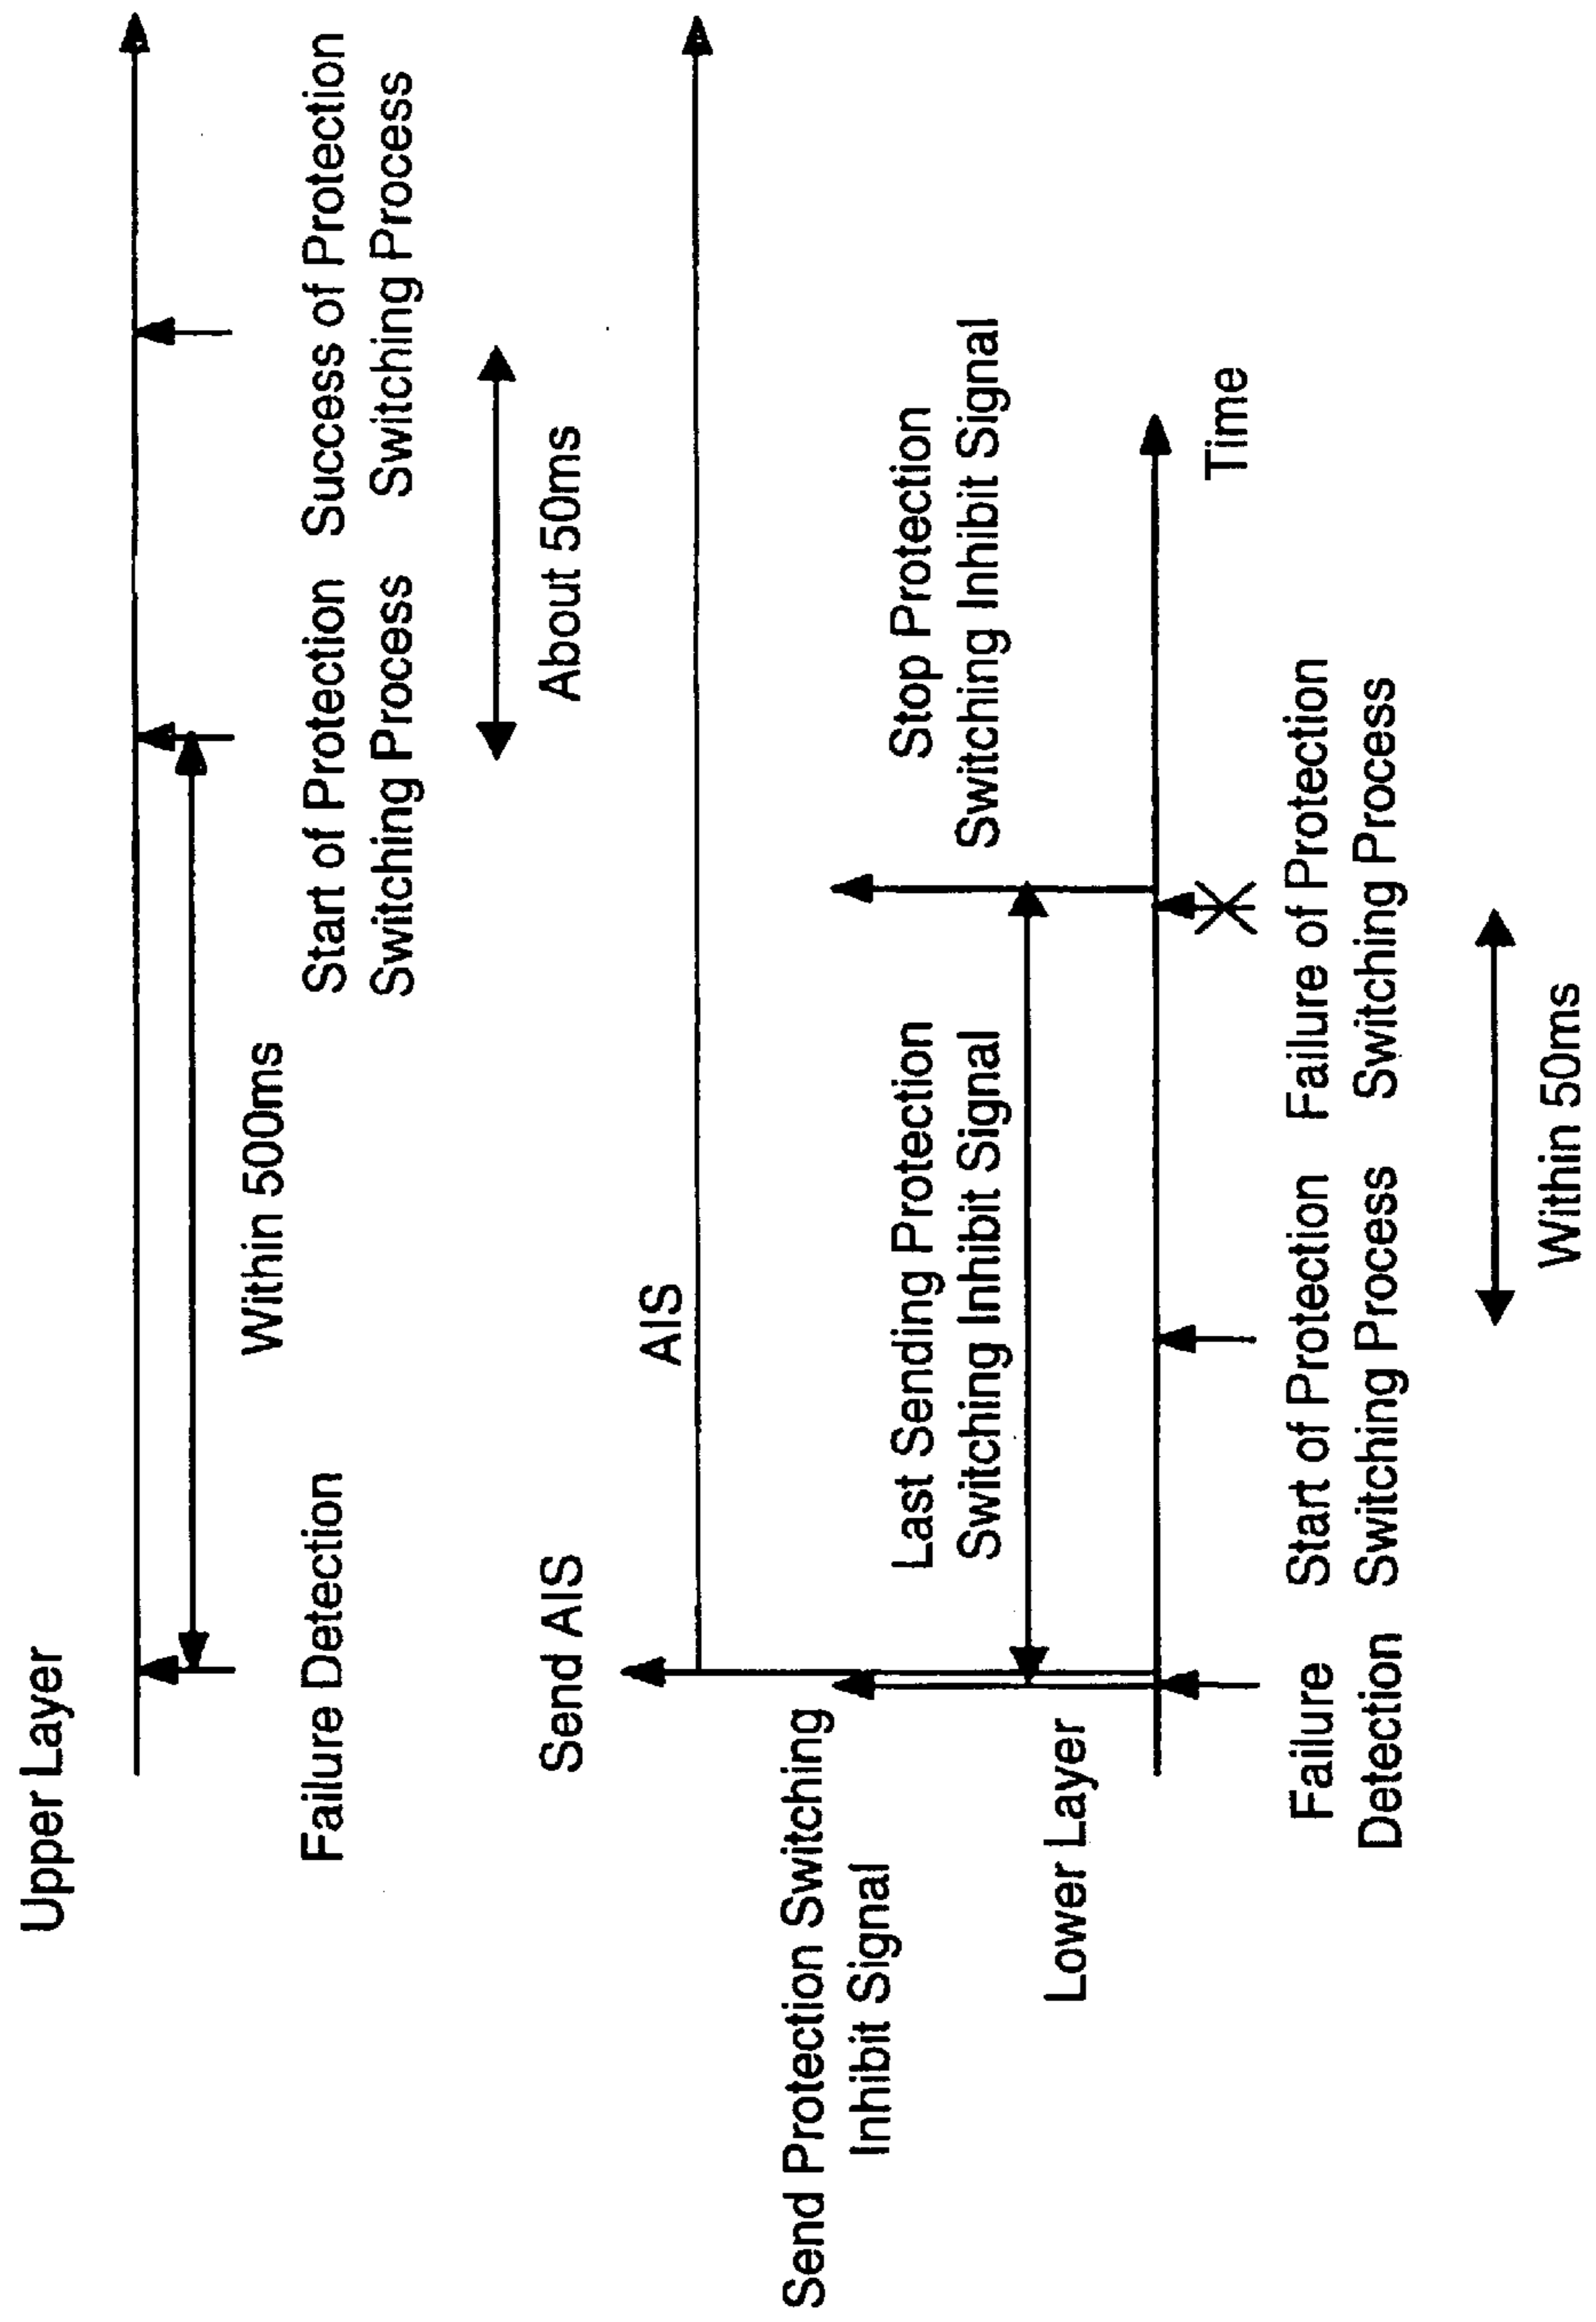 Upper Layer
Within 500ms
Failure Detection
Start of Protection
Switching Process
Success of Protection
Switching Process
About 50ms
Send AIS
AIS
Send Protection Switching
Inhibit Signal
Last Sending Protection
Switching Inhibit Signal
Stop Protection
Switching Inhibit Signal
Lower Layer
Time
Failure
Detection
Start of Protection
Switching Process
Failure of Protection
Switching Process
Within 50ms